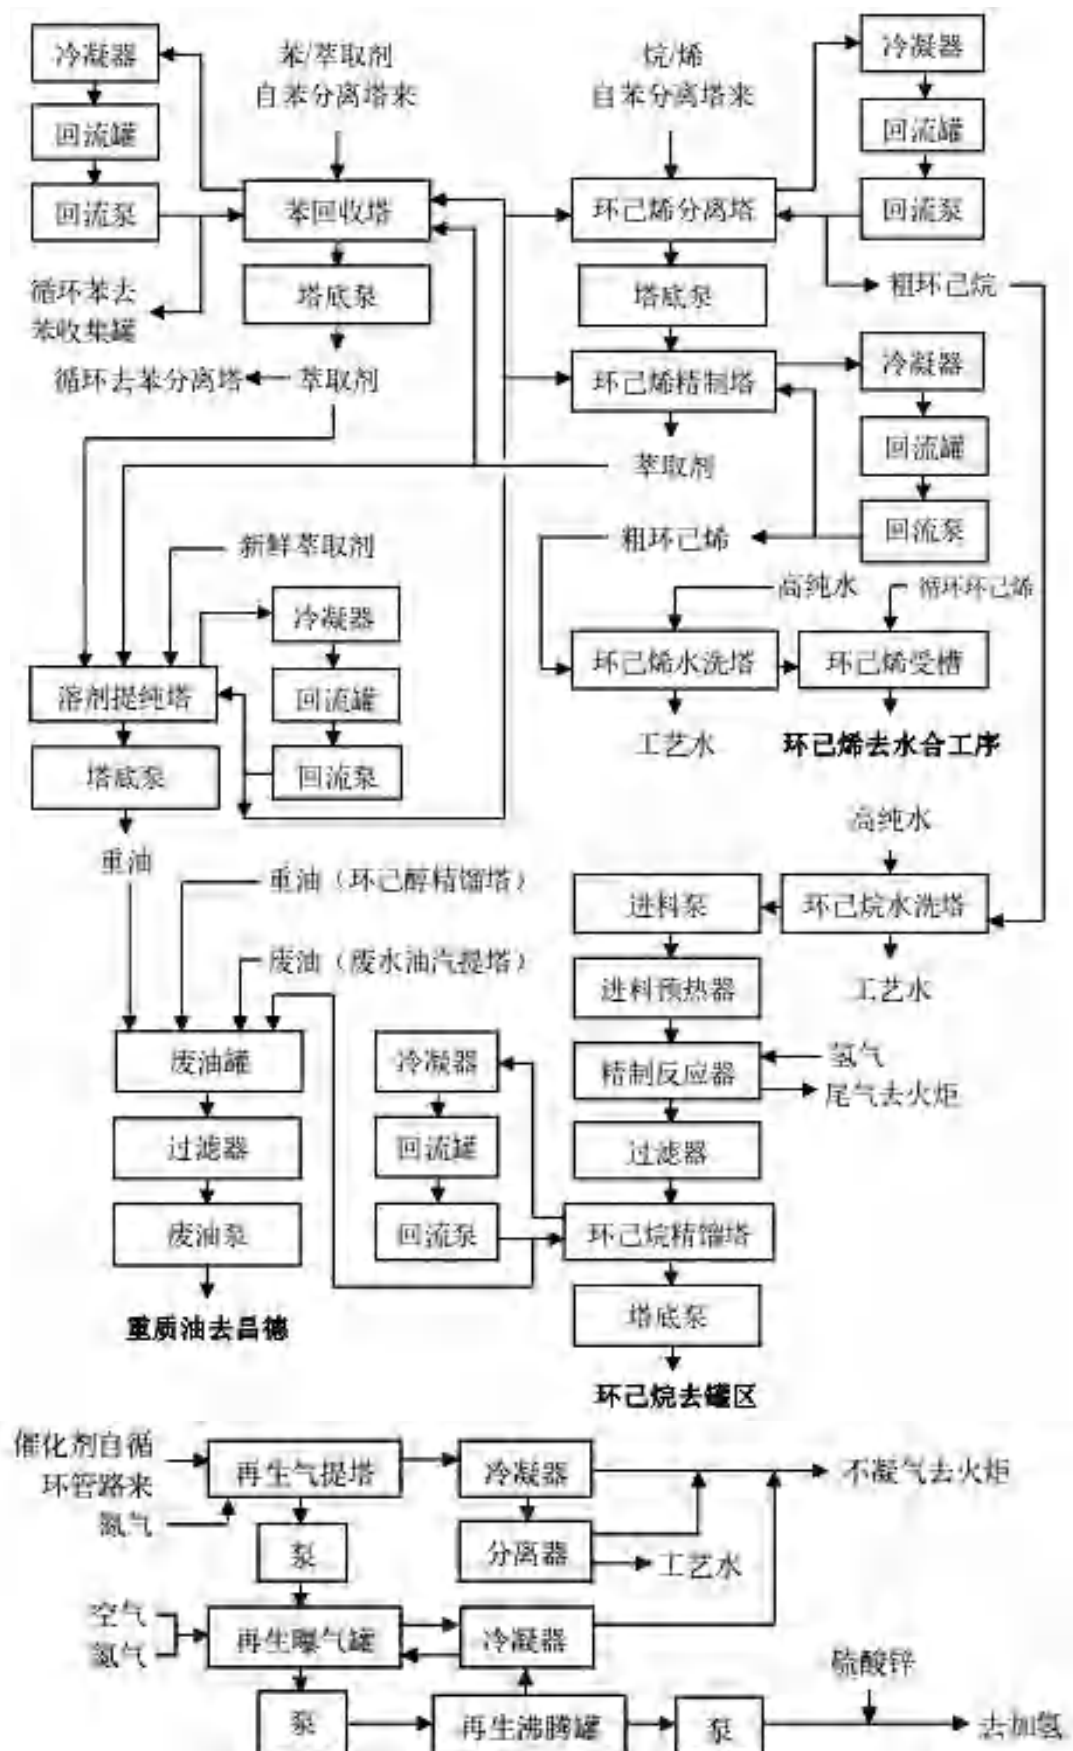 冷凝器
苯/萃取剂
自苯分离塔来
烷/烯
自苯分离塔来
冷凝器
回流罐
回流罐
回流泵
苯回收塔
环己烯分离塔
回流泵
循环苯去
苯收集罐
塔底泵
塔底泵
粗环己烷
循环去苯分离塔
萃取剂
环己烯精制塔
冷凝器
回流罐
萃取剂
新鲜萃取剂
粗环己烯
回流泵
冷凝器
高纯水
循环环己烯
溶剂提纯塔
回流罐
环己烯水洗塔
环己烯受槽
塔底泵
回流泵
工艺水
环己烯去水合工序
高纯水
重油
重油（环己醇精馏塔）
进料泵
环己烷水洗塔
废油（废水油汽提塔）
进料预热器
工艺水
废油罐
冷凝器
精制反应器
氢气
尾气去火炬
过滤器
回流罐
过滤器
废油泵
回流泵
环己烷精馏塔
重质油去昌德
塔底泵
环己烷去罐区
催化剂自循
环管路来
再生气提塔
冷凝器
不凝气去火炬
氮气
泵
分离器
工艺水
空气
氮气
再生曝气罐
冷凝器
硫酸锌
泵
再生沸腾罐
泵
去加氢